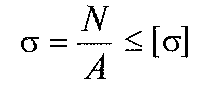 σ = N/A ≤ [σ]